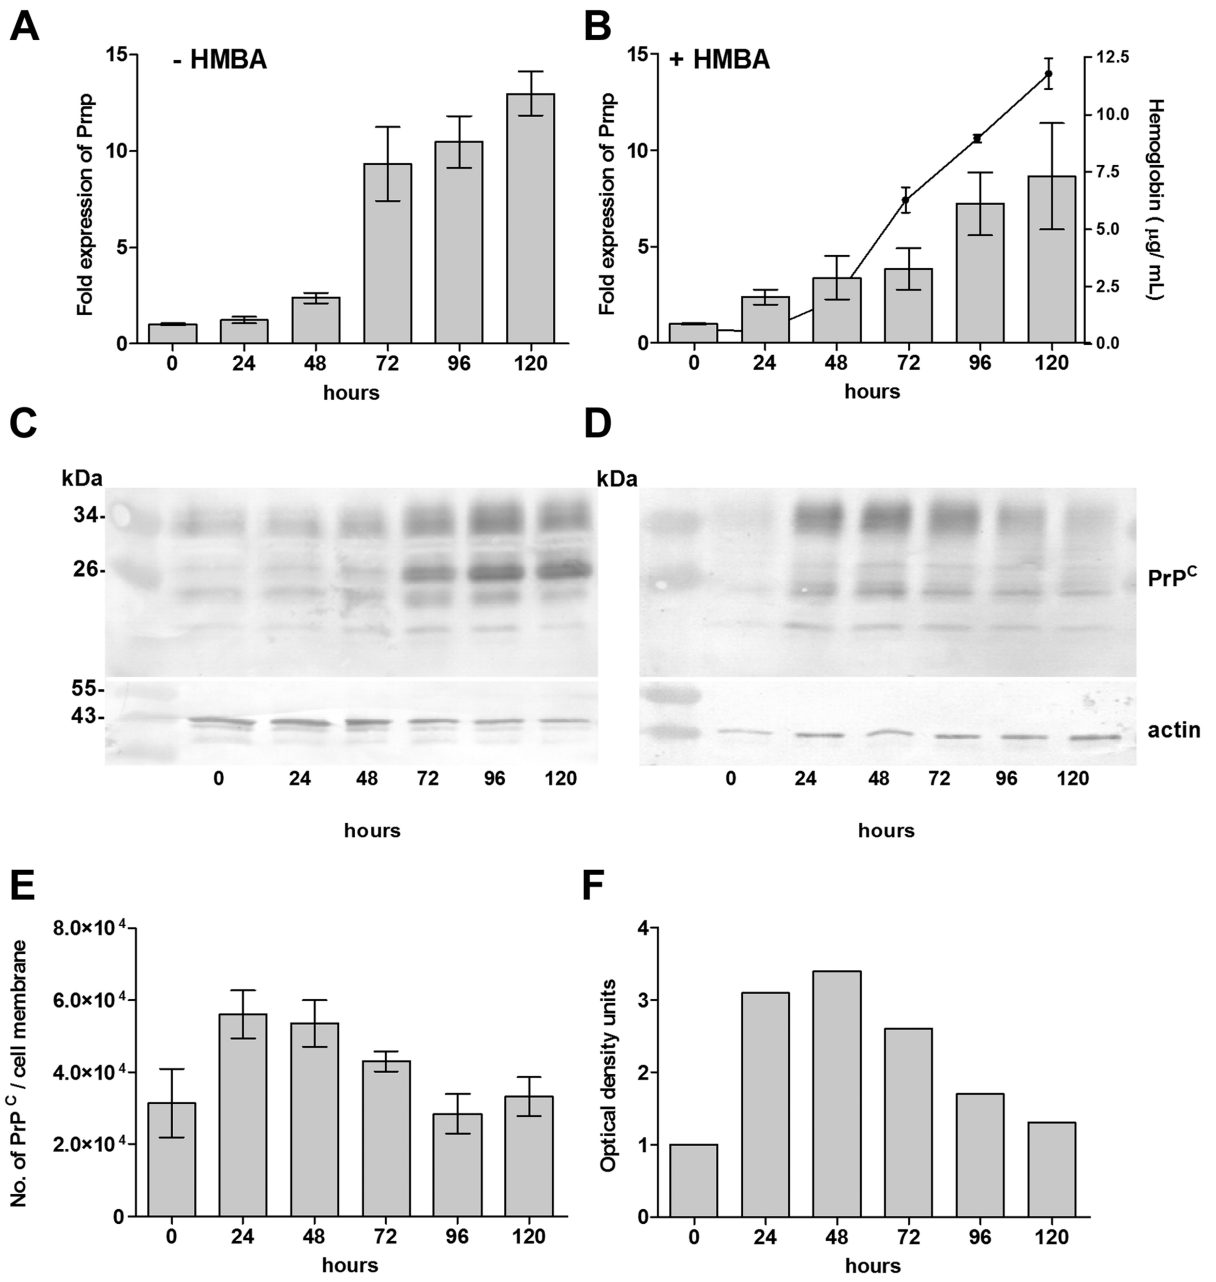 A
- HMBA
Fold expression of Prnp
15
10
5
0
0 24 48 72 96 120
hours
B
+ HMBA
Fold expression of Prnp
15
10
5
0
12.5
10.0
7.5
5.0
2.5
0.0
Hemoglobin ( μg/ mL)
0 24 48 72 96 120
hours
C
kDa
34-
26-
55-
43-
0 24 48 72 96 120
hours
D
kDa
PrPC
actin
0 24 48 72 96 120
hours
E
No. of PrP C / cell membrane
8.0×10 4
6.0×10 4
4.0×10 4
2.0×10 4
0
0 24 48 72 96 120
hours
F
Optical density units
4
3
2
1
0
0 24 48 72 96 120
hours